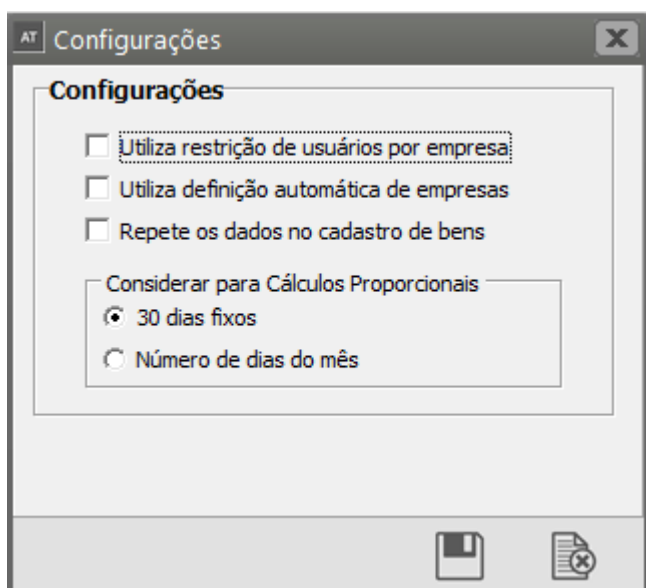 AT Configurações
Configurações
Utiliza restrição de usuários por empresa
Utiliza definição automática de empresas
Repete os dados no cadastro de bens
Considerar para Cálculos Proporcionais
30 dias fixos
Número de dias do mês